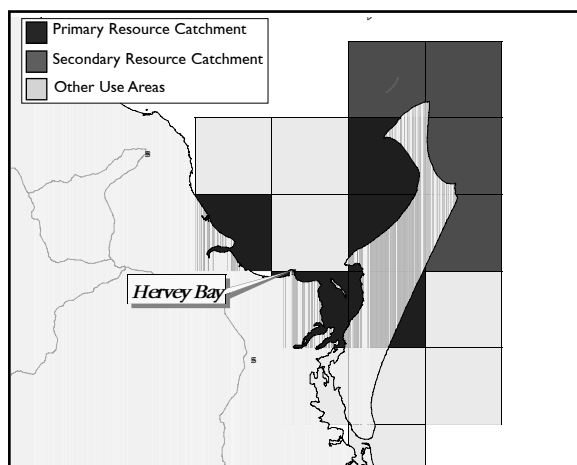 Primary Resource Catchment
Secondary Resource Catchment
Other Use Areas
Hervey Bay